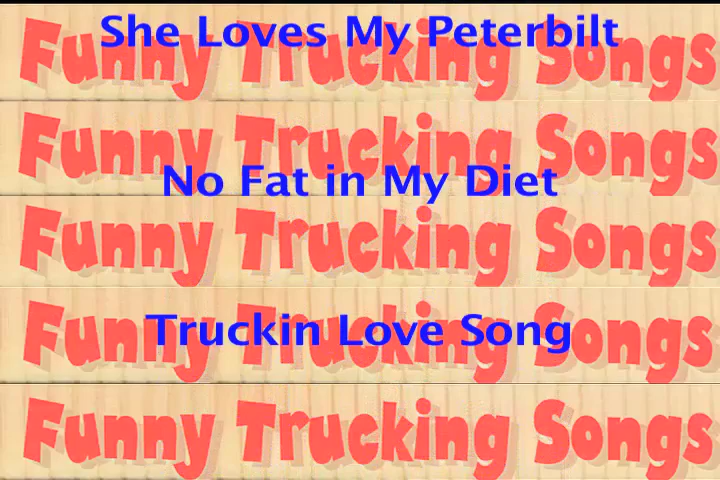 She Loves My Peterbilt
Funny Trucking Songs
Funny Trucking Songs
No Fat in My Diet
Funny Trucking Songs
Truckin Love Song
Funny Trucking Songs
Funny Trucking Songs